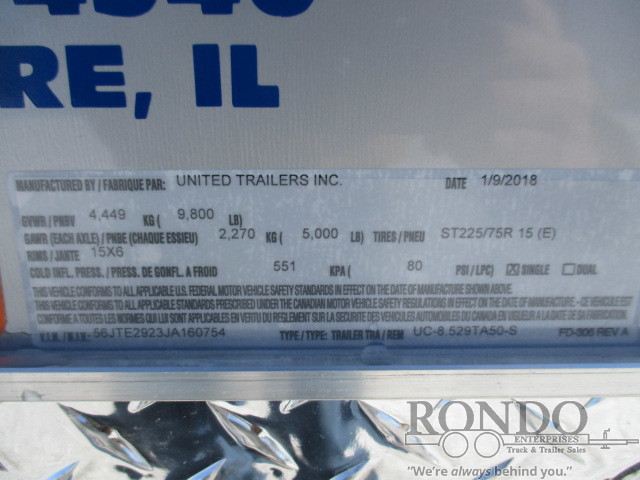 RE, IL
MANUFACTURED BY / FABRIQUE PAR: UNITED TRAILERS INC. DATE 1/9/2018
GVWR / PNBV 4,449 KG ( 9,800 LB)
GAWR (EACH AXLE) / PNBE (CHAQUE ESSIEU) 2,270 KG ( 5,000 LB) TIRES / PNEU ST225/75R 15 (E)
RIMS / JANTE 15X6
COLD INFL. PRESS. / PRESS. DE GONFL. A FROID 551 KPA ( 80 PSI / LPC) ☒ SINGLE ☐ DUAL
THIS VEHICLE CONFORMS TO ALL APPLICABLE U.S. FEDERAL MOTOR VEHICLE SAFETY STANDARDS IN EFFECT ON THE DATE OF MANUFACTURE SHOWN ABOVE.
V.I.N. / N.I.V. 56JTE2923JA160754 TYPE / TYPE: TRAILER TRA / REM UC-8.529TA50-S FD-306 REV A
RONDO
ENTERPRISES
Truck & Trailer Sales
"We're always behind you."